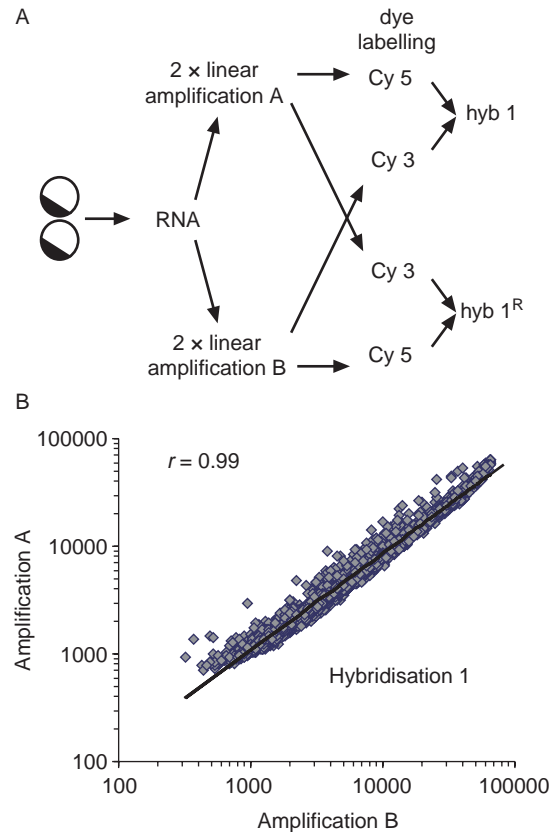 A
dye
labelling
2 × linear
amplification A
Cy 5
hyb 1
Cy 3
RNA
Cy 3
hyb 1R
2 × linear
amplification B
Cy 5
B
100000
r = 0.99
10000
Amplification A
1000
Hybridisation 1
100
100
1000
10000
100000
Amplification B